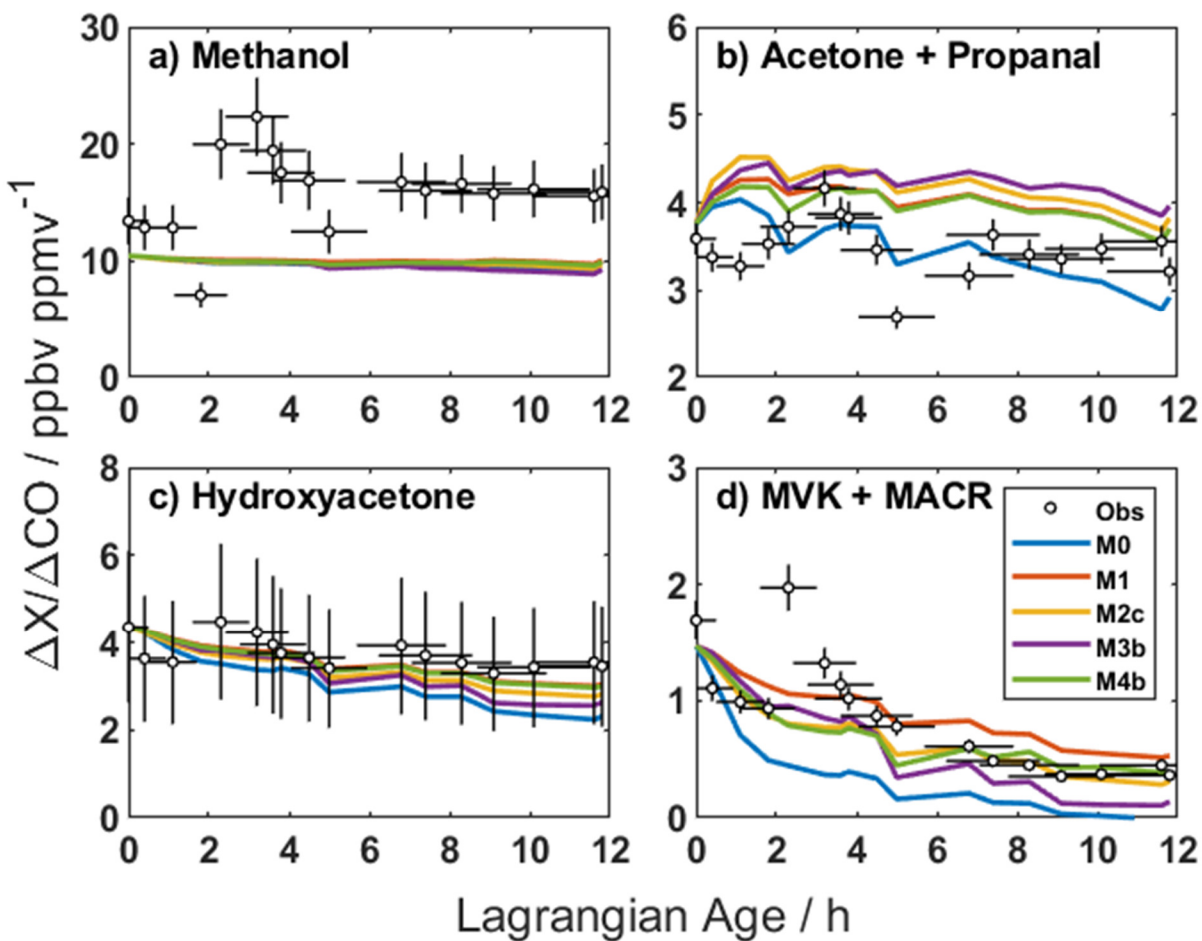 a) Methanol
30
20
10
0
0 2 4 6 8 10 12
b) Acetone + Propanal
6
5
4
3
2
0 2 4 6 8 10 12
ΔX/ΔCO / ppbv ppmv⁻¹
c) Hydroxyacetone
8
6
4
2
0
0 2 4 6 8 10 12
d) MVK + MACR
3
2
1
0
0 2 4 6 8 10 12
Obs
M0
M1
M2c
M3b
M4b
Lagrangian Age / h